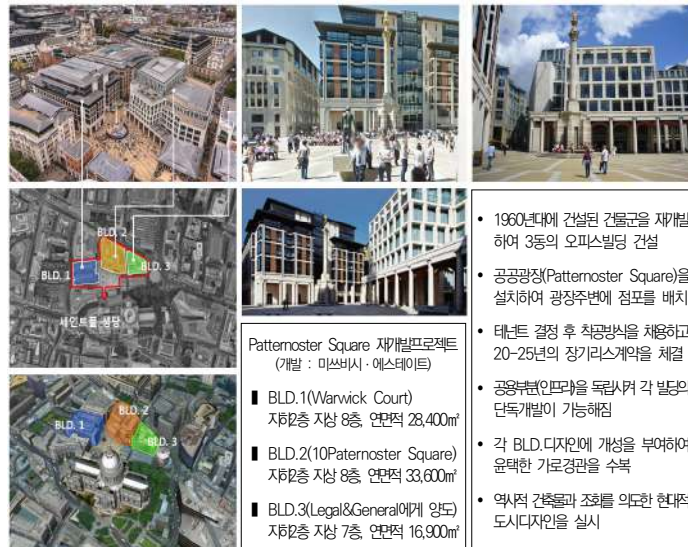 BLD. 2
BLD. 1
BLD. 3
세인트폴 성당
BLD. 2
BLD. 1
BLD. 3
Patternoster Square 재개발프로젝트
(개발 : 미쓰비시 · 에스테이트)
BLD.1(Warwick Court)
지하2층 지상 8층, 연면적 28,400㎡
BLD.2(10Paternoster Square)
지하2층 지상 8층, 연면적 33,600㎡
BLD.3(Legal&General에게 양도)
지하2층 지상 7층, 연면적 16,900㎡
• 1960년대에 건설된 건물군을 재개발
하여 3동의 오피스빌딩 건설
• 공공광장(Patternoster Square)을
설치하여 광장주변에 점포를 배치
• 테넌트 결정 후 착공방식을 채용하고
20-25년의 장기리스계약을 체결
• 공용부분(인프라)을 독립시켜 각 빌딩의
단독개발이 가능해짐
• 각 BLD.디자인에 개성을 부여하여
윤택한 가로경관을 수복
• 역사적 건축물과 조화를 의도한 현대적
도시디자인을 실시